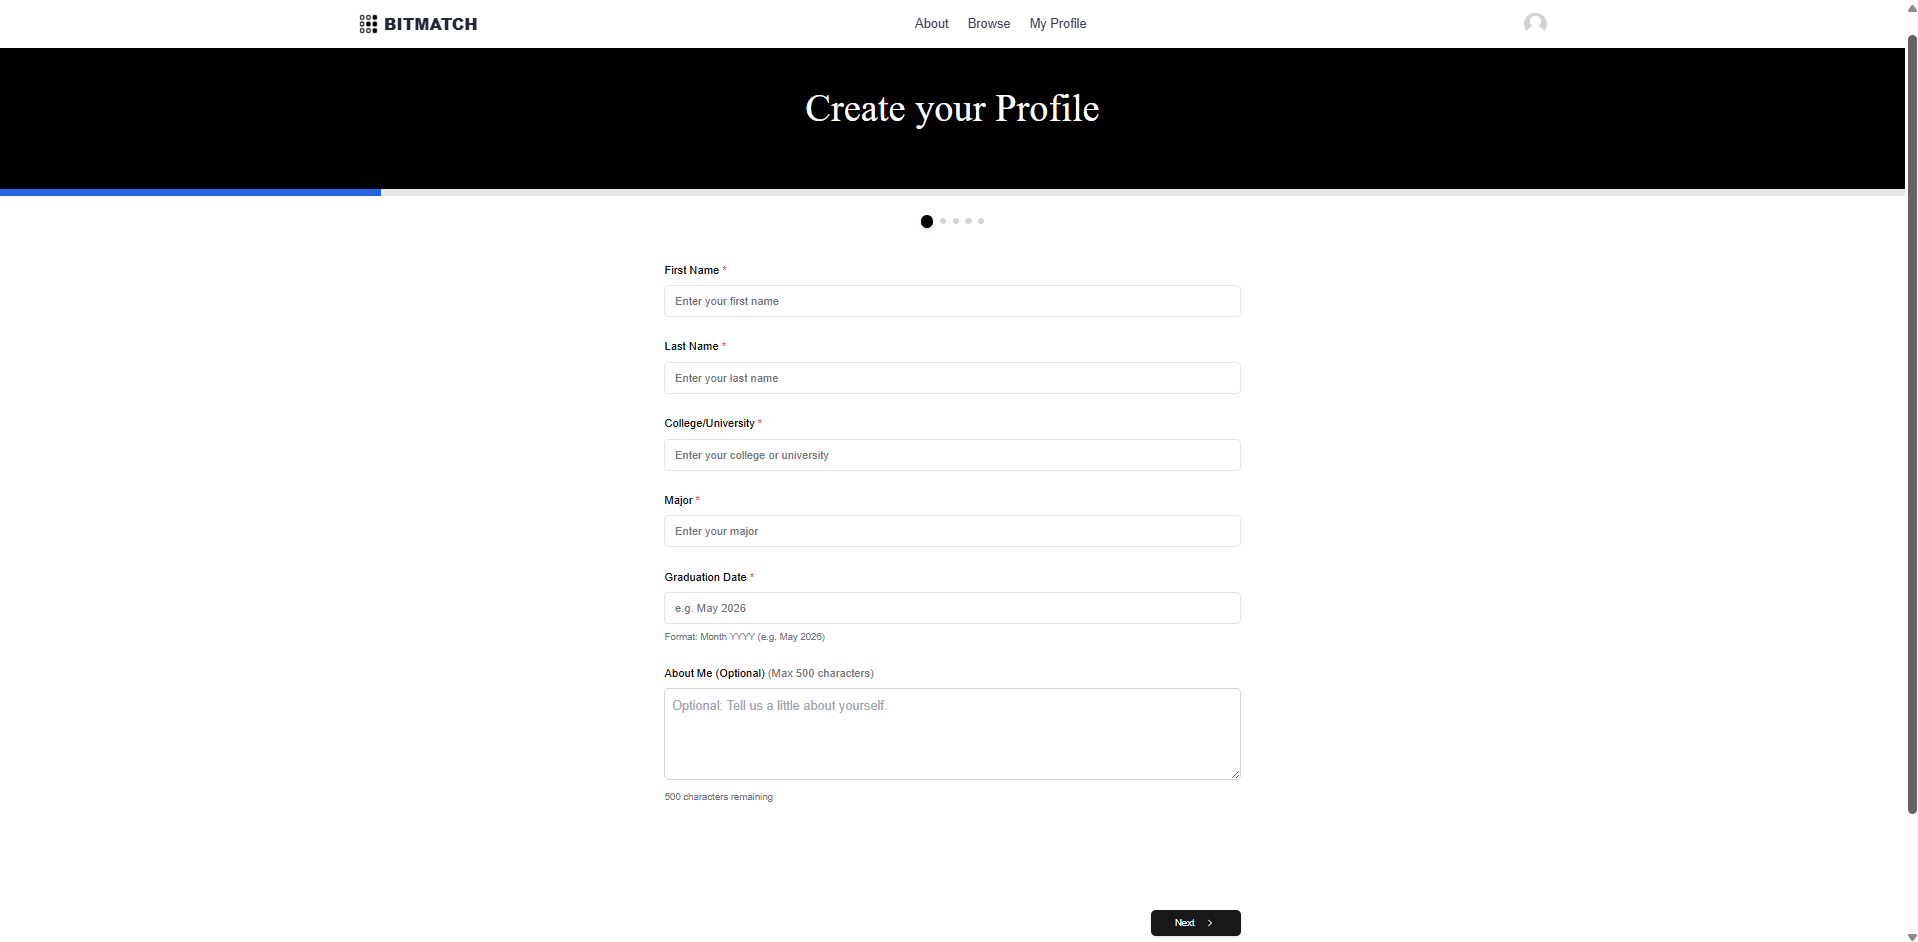 BITMATCH
About Browse My Profile
Create your Profile
First Name *
Enter your first name
Last Name *
Enter your last name
College/University *
Enter your college or university
Major *
Enter your major
Graduation Date *
e.g. May 2026
Format: Month YYYY (e.g. May 2026)
About Me (Optional) (Max 500 characters)
Optional: Tell us a little about yourself.
500 characters remaining
Next